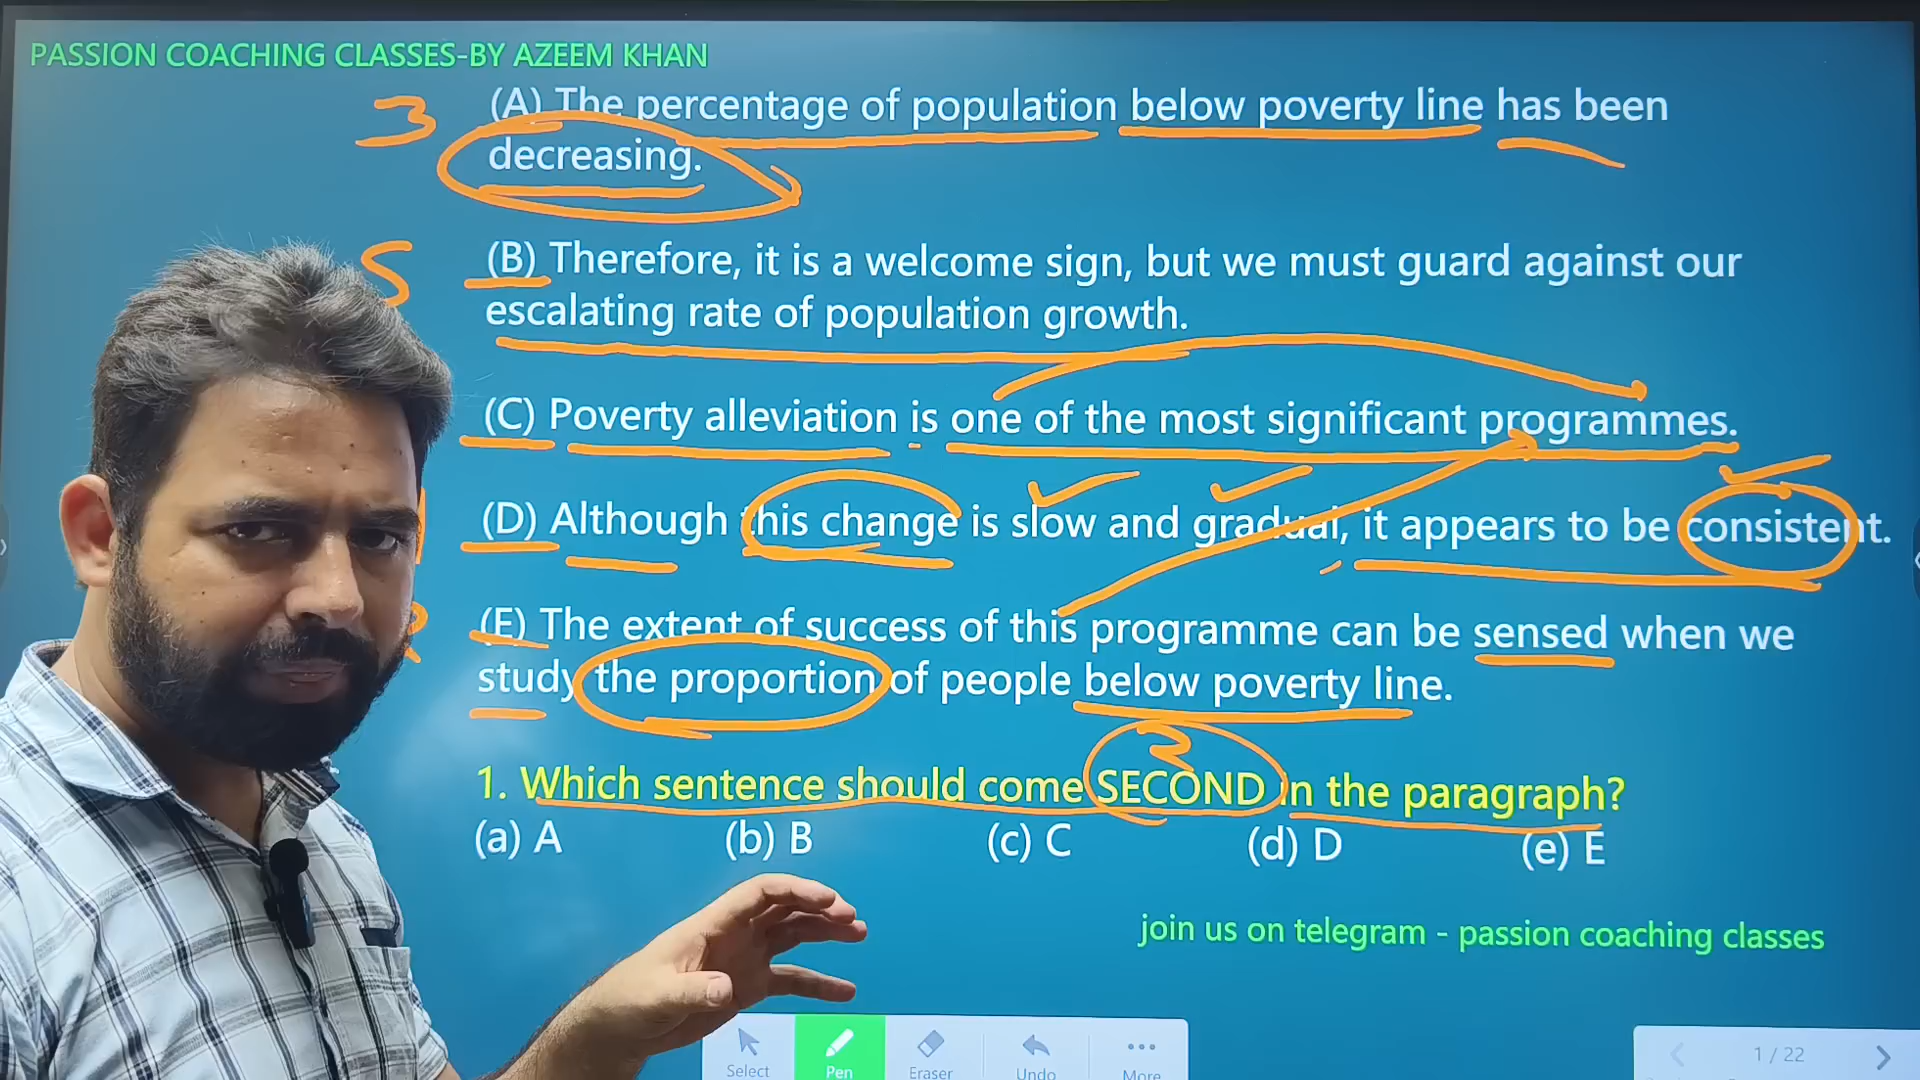 PASSION COACHING CLASSES-BY AZEEM KHAN
3 (A) The percentage of population below poverty line has been
decreasing.
5 (B) Therefore, it is a welcome sign, but we must guard against our
escalating rate of population growth.
(C) Poverty alleviation is one of the most significant programmes.
(D) Although this change is slow and gradual, it appears to be consistent.
(E) The extent of success of this programme can be sensed when we
study the proportion of people below poverty line.
2
1. Which sentence should come SECOND in the paragraph?
(a) A (b) B (c) C (d) D (e) E
join us on telegram - passion coaching classes
Select Pen Eraser Undo More
1 / 22